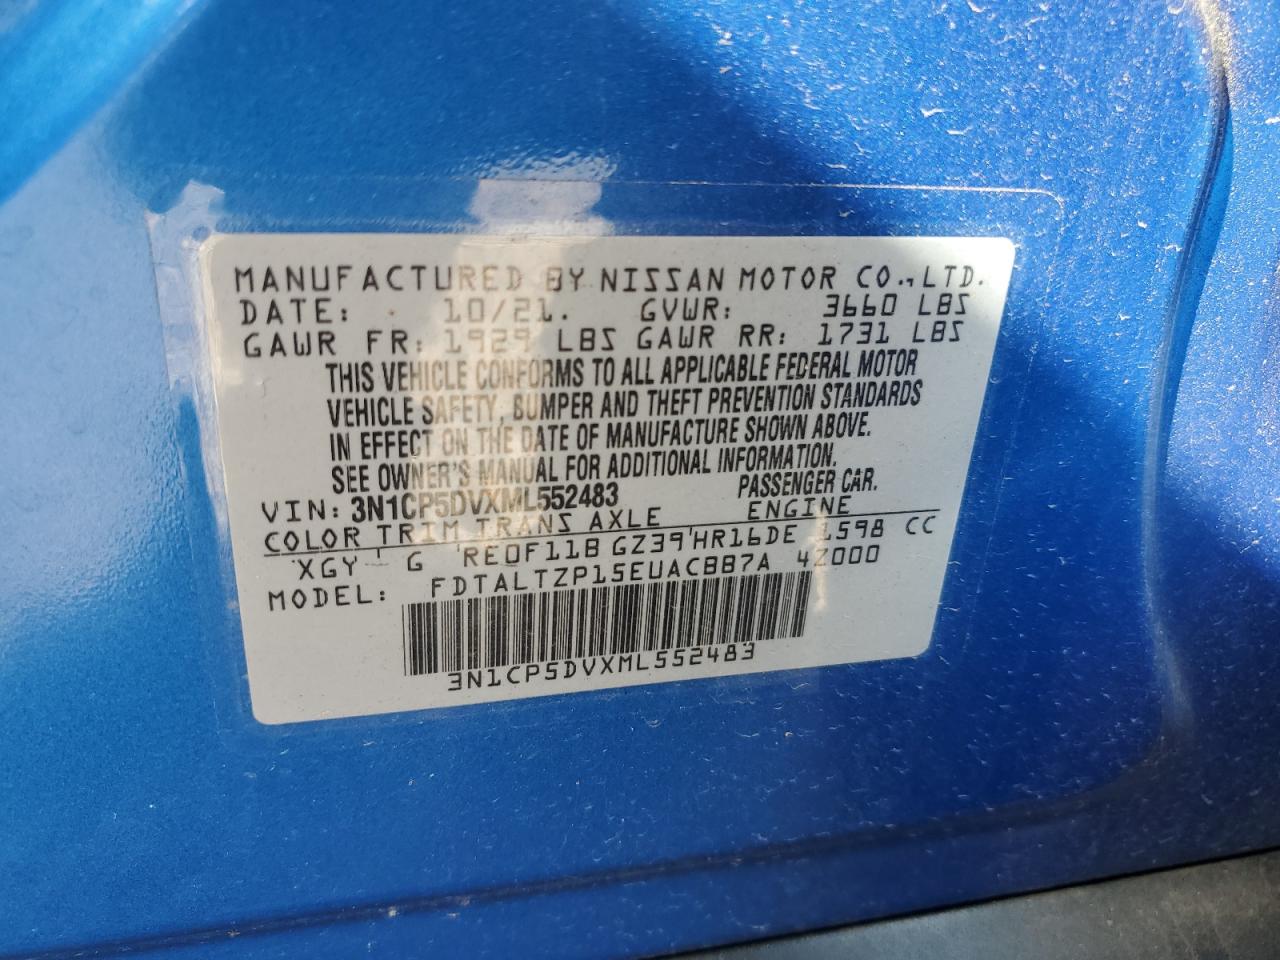 MANUFACTURED BY NISSAN MOTOR CO., LTD.
DATE: 10/21. GVWR: 3660 LBS
GAWR FR: 1929 LBS GAWR RR: 1731 LBS
THIS VEHICLE CONFORMS TO ALL APPLICABLE FEDERAL MOTOR
VEHICLE SAFETY, BUMPER AND THEFT PREVENTION STANDARDS
IN EFFECT ON THE DATE OF MANUFACTURE SHOWN ABOVE.
SEE OWNER'S MANUAL FOR ADDITIONAL INFORMATION.
VIN: 3N1CP5DVXML552483 PASSENGER CAR.
COLOR TRIM TRANS AXLE ENGINE
XGY G RE0F11B GZ39 HR16DE 1598 CC
MODEL: FDTALTZP15EUACBB7A 4Z000
3N1CP5DVXML552483